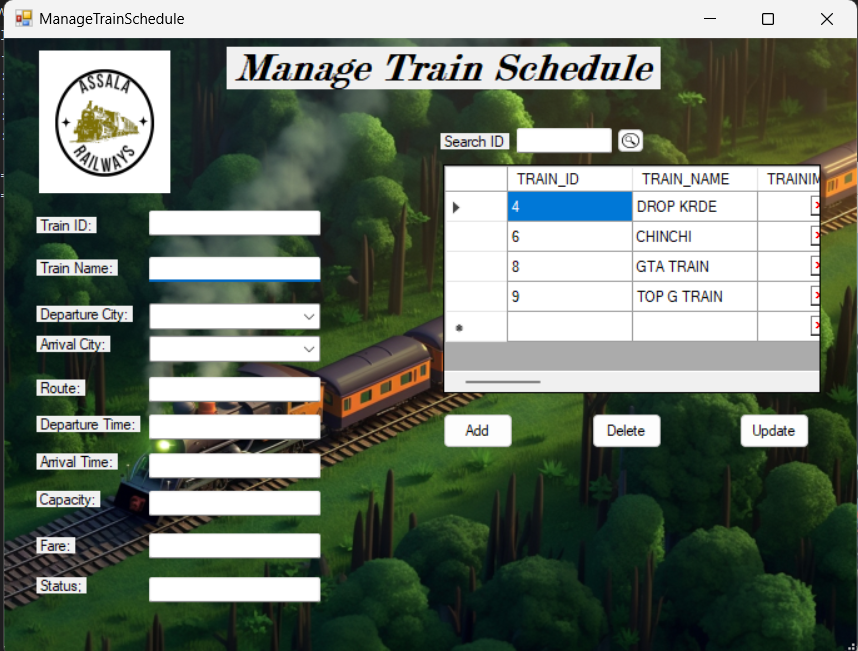 ManageTrainSchedule
Manage Train Schedule
ASSALA
RAILWAYS
Search ID
TRAIN_ID TRAIN_NAME TRAINIM
4 DROP KRDE
6 CHINCHI
8 GTA TRAIN
9 TOP G TRAIN
Train ID:
Train Name:
Departure City:
Arrival City:
Route:
Departure Time:
Arrival Time:
Capacity:
Fare:
Status;
Add Delete Update